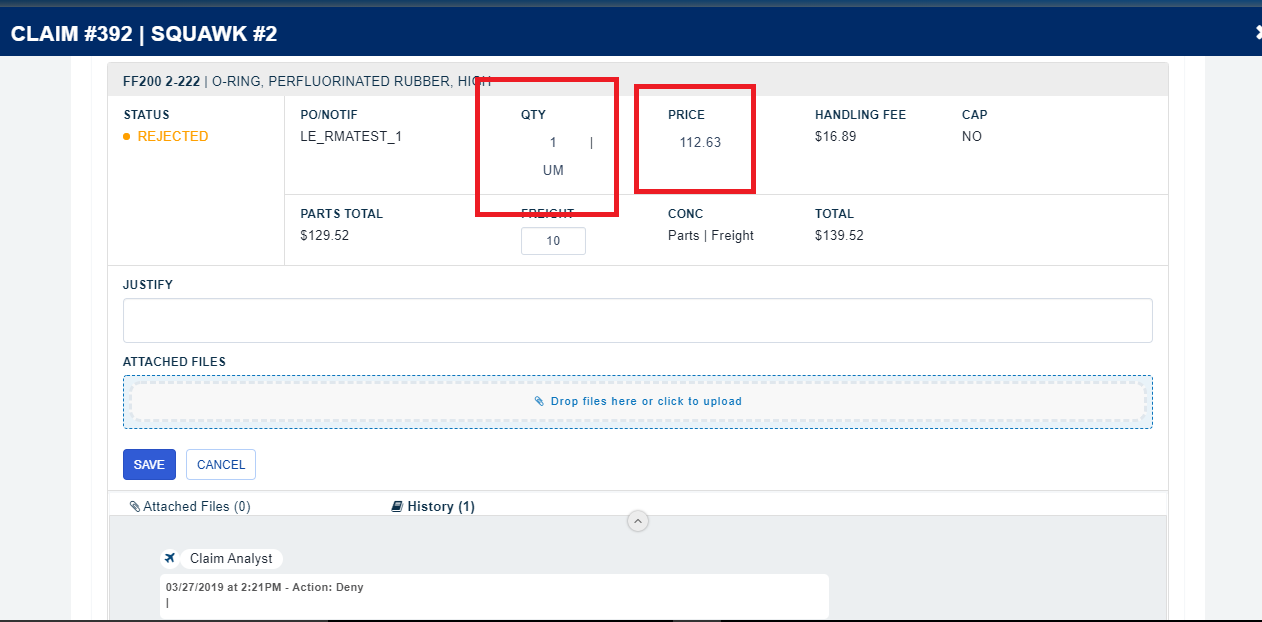 CLAIM #392 | SQUAWK #2
FF200 2-222 | O-RING, PERFLUORINATED RUBBER, HIGH
STATUS PO/NOTIF QTY PRICE HANDLING FEE CAP
REJECTED LE_RMATEST_1 1 | 112.63 $16.89 NO
UM
PARTS TOTAL FREIGHT CONC TOTAL
$129.52 10 Parts | Freight $139.52
JUSTIFY
ATTACHED FILES
Drop files here or click to upload
SAVE CANCEL
Attached Files (0) History (1)
Claim Analyst
03/27/2019 at 2:21PM - Action: Deny
|